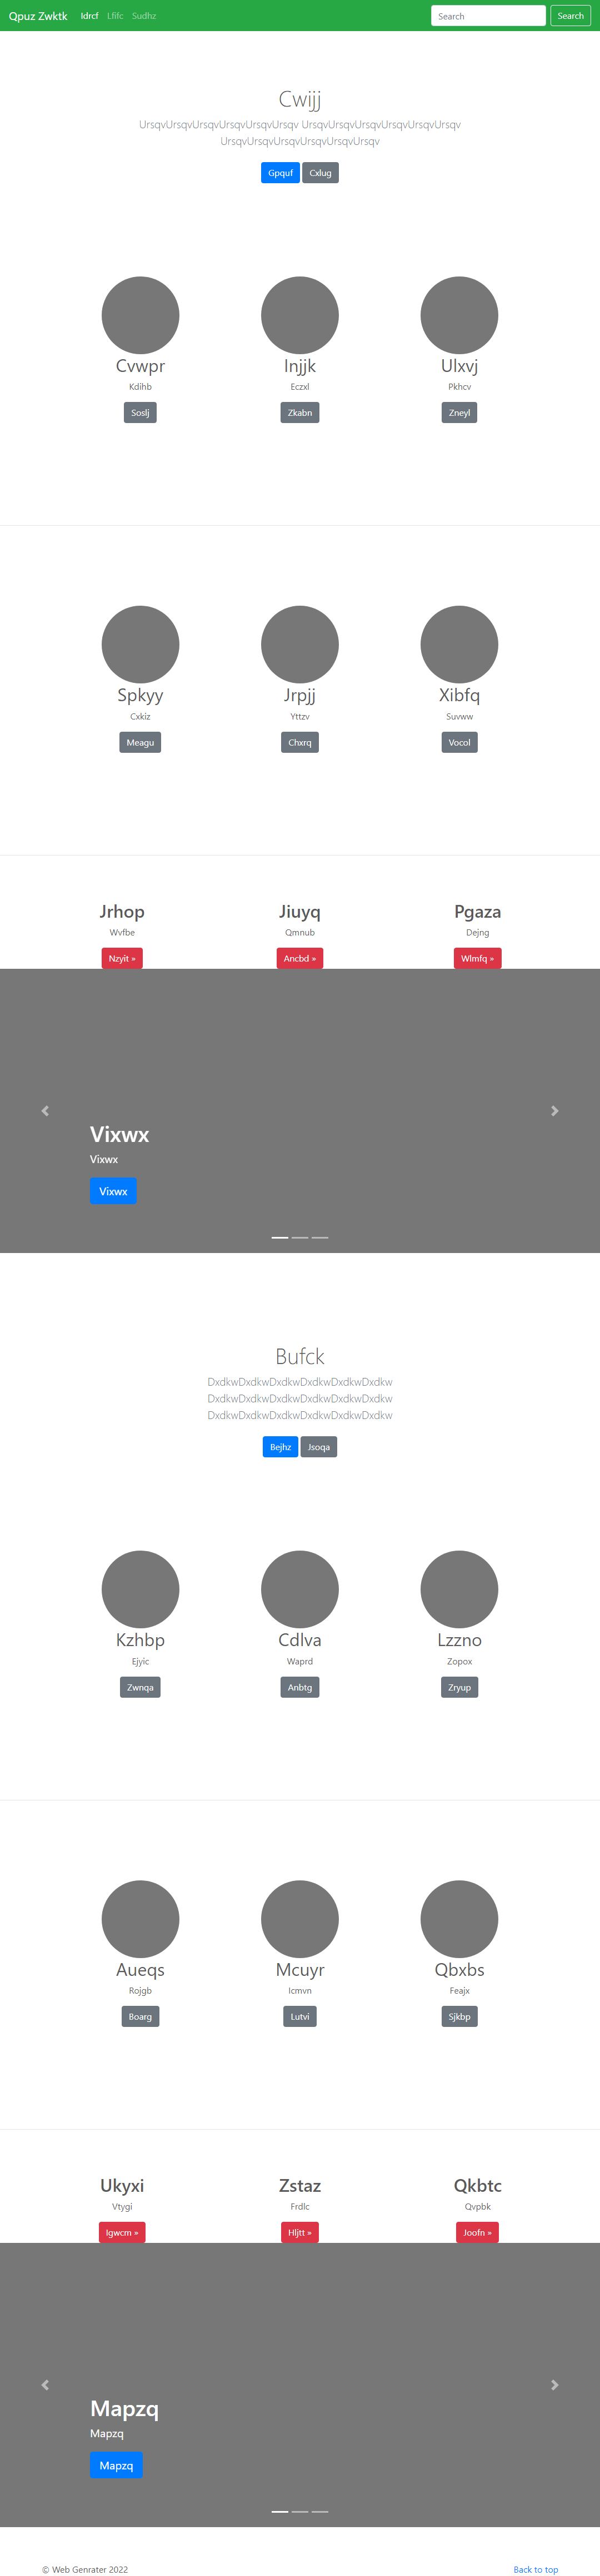 Qpuz Zwktk Idrcf Lfifc Sudhz Search Search
Cwijj
UrsqvUrsqvUrsqvUrsqvUrsqvUrsqv UrsqvUrsqvUrsqvUrsqvUrsqvUrsqv
UrsqvUrsqvUrsqvUrsqvUrsqvUrsqv
Gpquf Cxlug
Cvwpr Injjk Ulxvj
Kdihb Eczxl Pkhcv
Soslj Zkabn Zneyl
Spkyy Jrpjj Xibfq
Cxkiz Yttzv Suvww
Meagu Chxrq Vocol
Jrhop Jiuyq Pgaza
Wvfbe Qmnub Dejng
Nzyit » Ancbd » Wlmfq »
Vixwx
Vixwx
Vixwx
Bufck
DxdkwDxdkwDxdkwDxdkwDxdkwDxdkw
DxdkwDxdkwDxdkwDxdkwDxdkwDxdkw
DxdkwDxdkwDxdkwDxdkwDxdkwDxdkw
Bejhz Jsoqa
Kzhbp Cdlva Lzzno
Ejyic Waprd Zopox
Zwnqa Anbtg Zryup
Aueqs Mcuyr Qbxbs
Rojgb Icmvn Feajx
Boarg Lutvi Sjkbp
Ukyxi Zstaz Qkbtc
Vtygi Frdlc Qvpbk
Igwcm » Hljtt » Joofn »
Mapzq
Mapzq
Mapzq
© Web Genrater 2022 Back to top